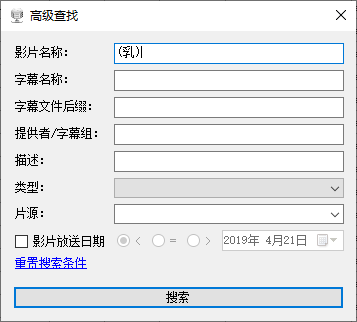 高级查找
影片名称： (乳)
字幕名称：
字幕文件后缀：
提供者/字幕组：
描述：
类型：
片源：
影片放送日期 < = > 2019年 4月21日
重置搜索条件
搜索